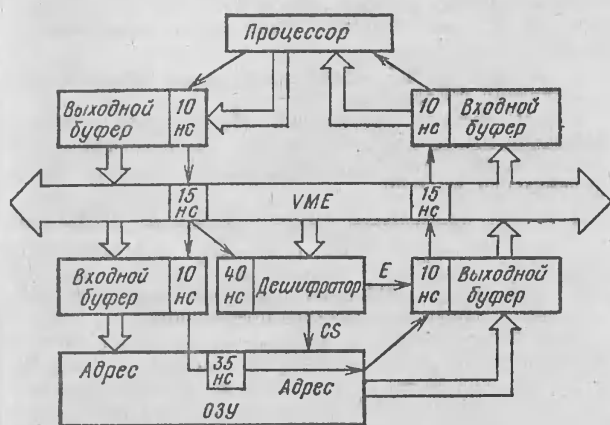 Процессор
Выходной
буфер
10
нс
10
нс
Входной
буфер
15
нс
VME
15
нс
Входной
буфер
10
нс
40
нс
Дешифратор
E
10
нс
Выходной
буфер
CS
Адрес
35
нс
Адрес
ОЗУ